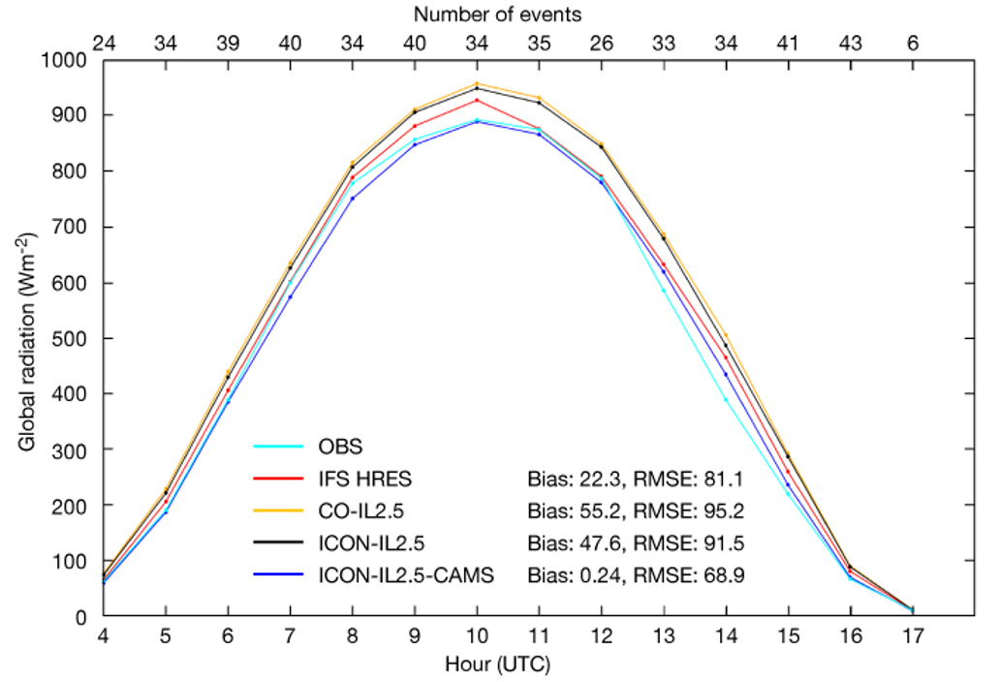 Number of events
24 34 39 40 34 40 34 35 26 33 34 41 43 6
1000
900
800
700
600
500
400
300
200
100
0
Global radiation (Wm-2)
OBS
IFS HRES Bias: 22.3, RMSE: 81.1
CO-IL2.5 Bias: 55.2, RMSE: 95.2
ICON-IL2.5 Bias: 47.6, RMSE: 91.5
ICON-IL2.5-CAMS Bias: 0.24, RMSE: 68.9
4 5 6 7 8 9 10 11 12 13 14 15 16 17
Hour (UTC)